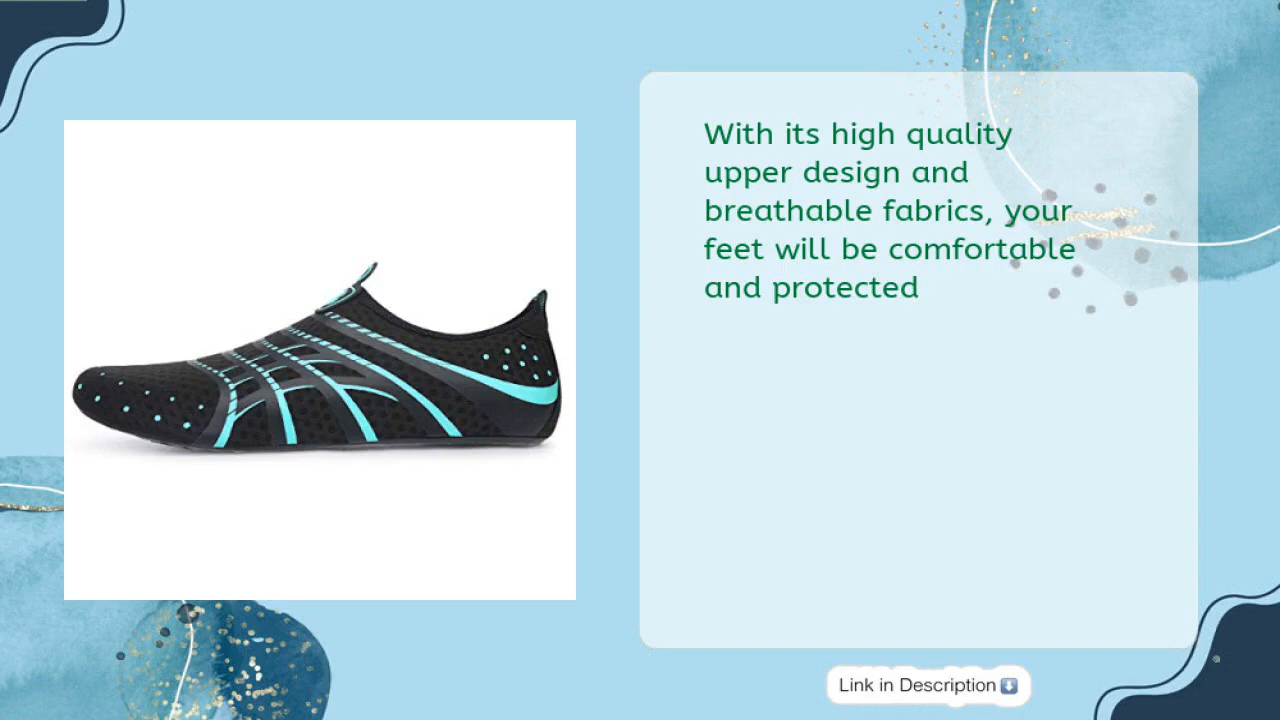 With its high quality
upper design and
breathable fabrics, your
feet will be comfortable
and protected
Link in Description⬇️